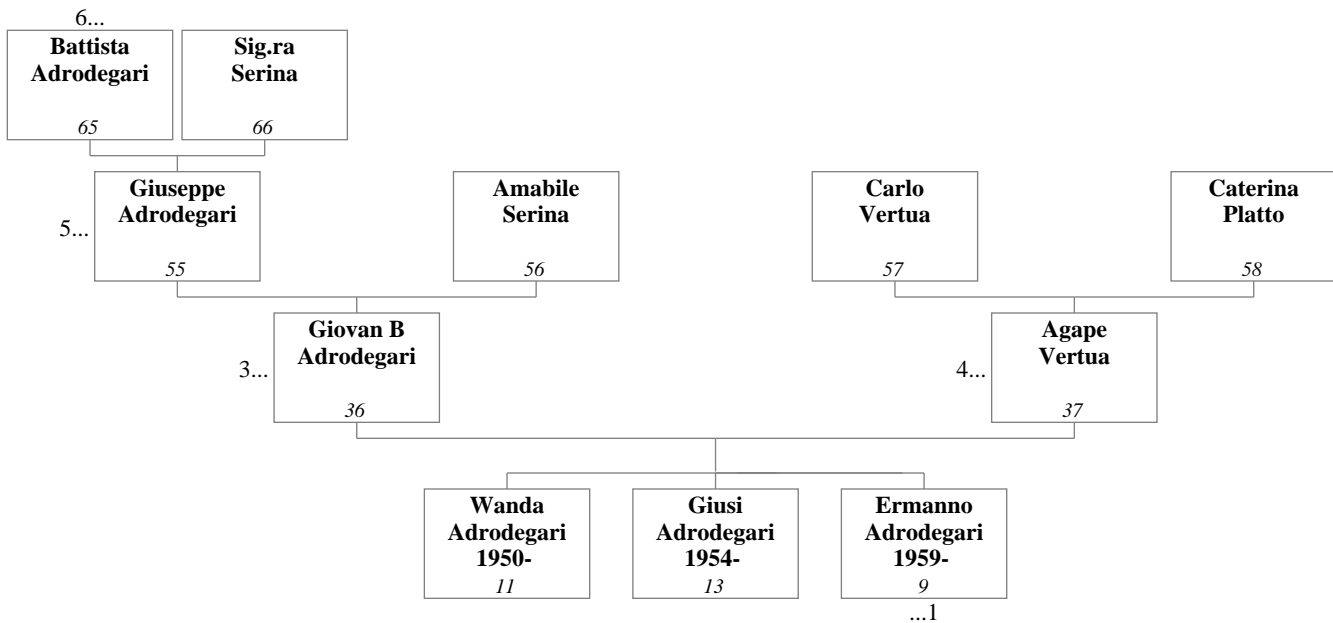 6...
Battista
Adrodegari
65
Sig.ra
Serina
66
5...
Giuseppe
Adrodegari
55
Amabile
Serina
56
Carlo
Vertua
57
Caterina
Platto
58
3...
Giovan B
Adrodegari
36
4...
Agape
Vertua
37
Wanda
Adrodegari
1950-
11
Giusi
Adrodegari
1954-
13
Ermanno
Adrodegari
1959-
9
...1